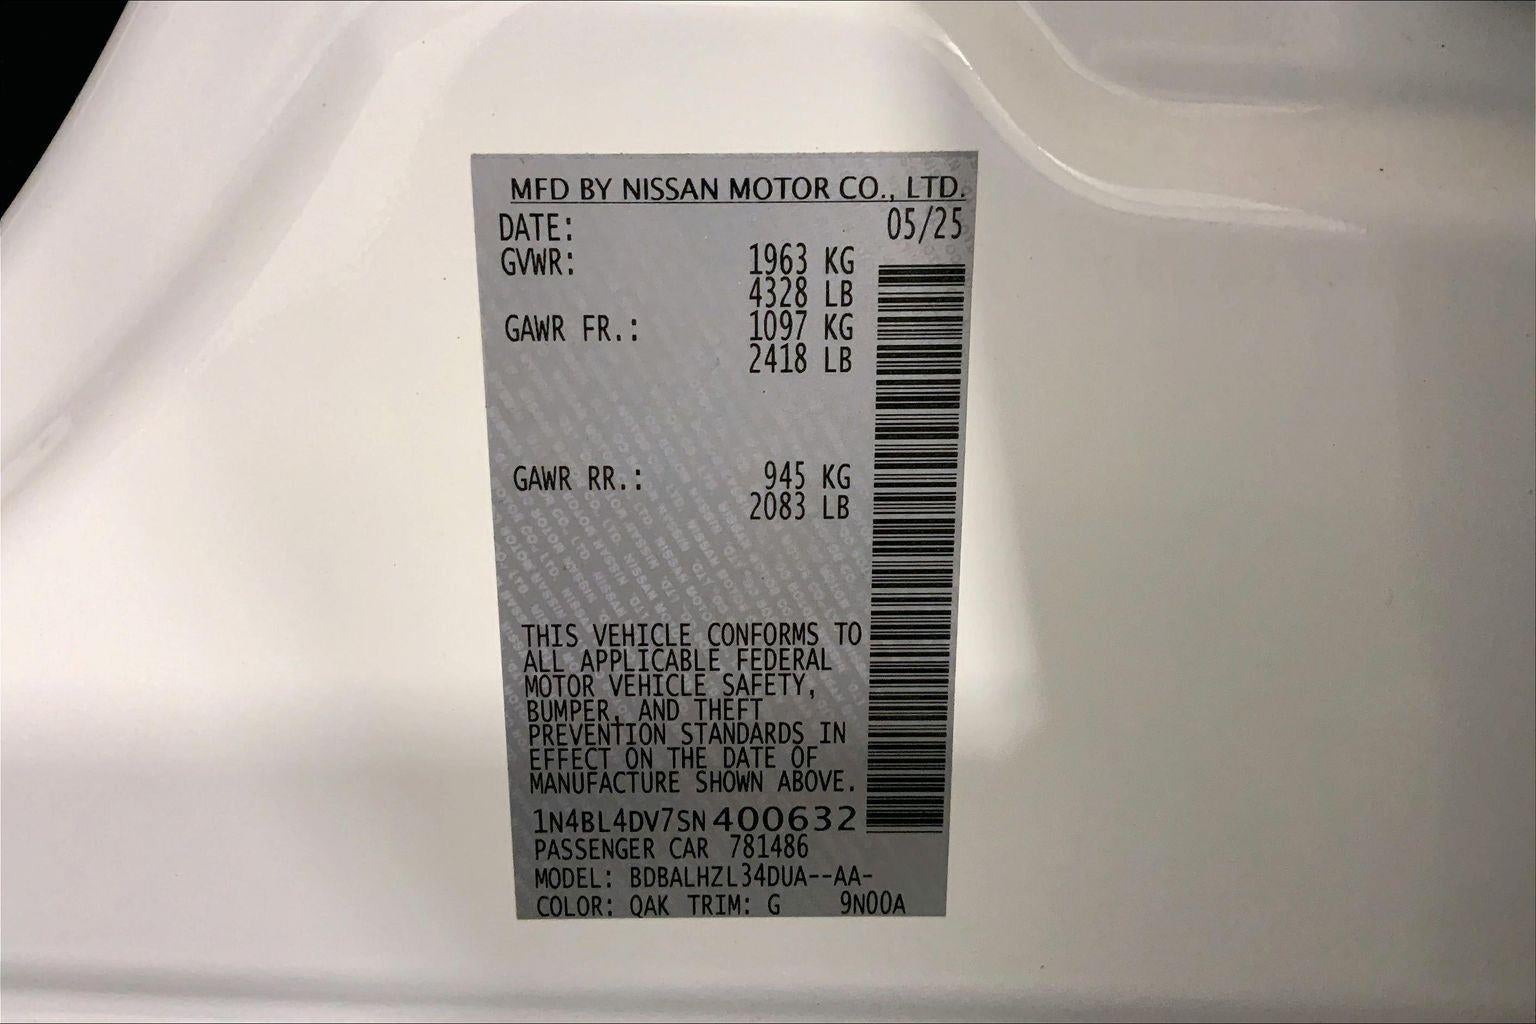 MFD BY NISSAN MOTOR CO., LTD.
DATE: 05/25
GVWR: 1963 KG
4328 LB
GAWR FR.: 1097 KG
2418 LB
GAWR RR.: 945 KG
2083 LB
THIS VEHICLE CONFORMS TO
ALL APPLICABLE FEDERAL
MOTOR VEHICLE SAFETY,
BUMPER, AND THEFT
PREVENTION STANDARDS IN
EFFECT ON THE DATE OF
MANUFACTURE SHOWN ABOVE.
1N4BL4DV7SN400632
PASSENGER CAR 781486
MODEL: BDBALHZL34DUA--AA-
COLOR: QAK TRIM: G 9N00A